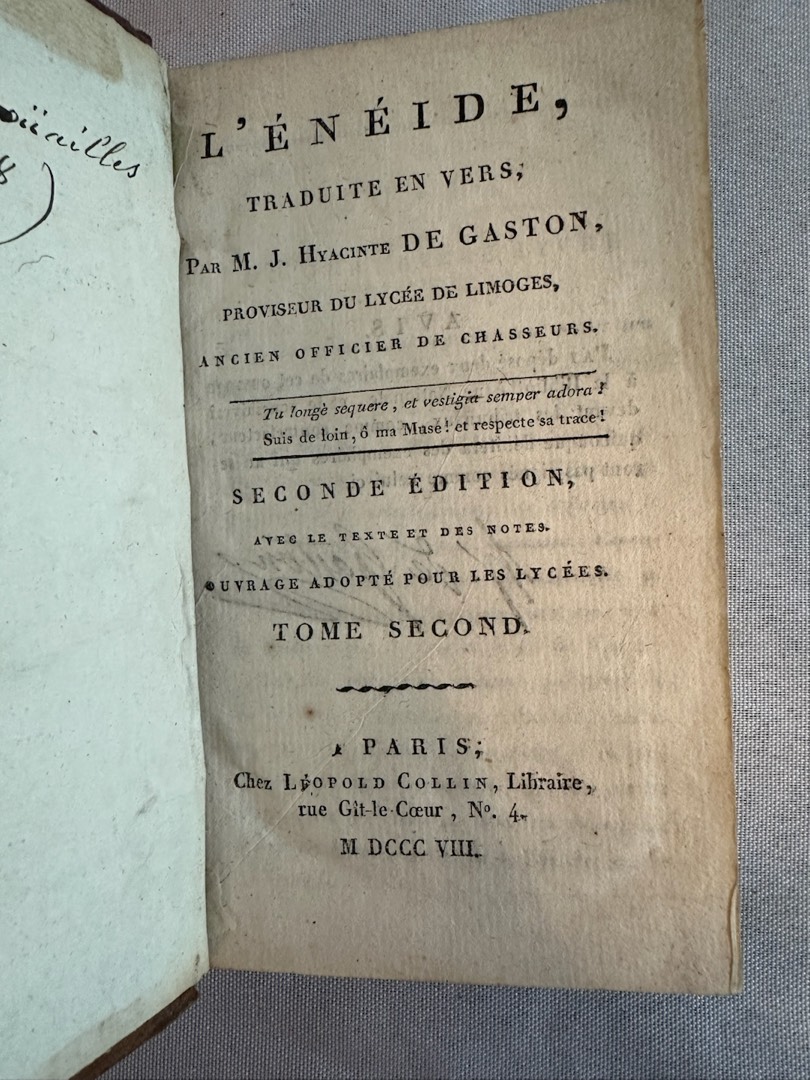 L'ÉNÉIDE,
TRADUITE EN VERS,
PAR M. J. HYACINTE DE GASTON,
PROVISEUR DU LYCÉE DE LIMOGES,
ANCIEN OFFICIER DE CHASSEURS.
Tu longè sequere, et vestigia semper adora !
Suis de loin, ô ma Muse ! et respecte sa trace !
SECONDE ÉDITION,
AVEC LE TEXTE ET DES NOTES.
OUVRAGE ADOPTÉ POUR LES LYCÉES.
TOME SECOND.
A PARIS;
Chez LÉOPOLD COLLIN, Libraire,
rue Gît-le-Cœur, N°. 4.
M DCCC VIII.